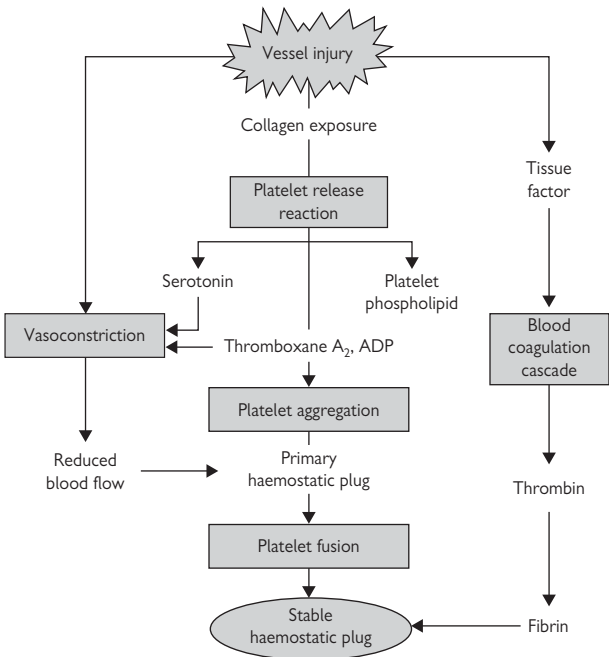 Vessel injury
Collagen exposure
Tissue
factor
Platelet release
reaction
Serotonin
Platelet
phospholipid
Vasoconstriction
Thromboxane A₂, ADP
Blood
coagulation
cascade
Platelet aggregation
Reduced
blood flow
Primary
haemostatic plug
Thrombin
Platelet fusion
Stable
haemostatic plug
Fibrin